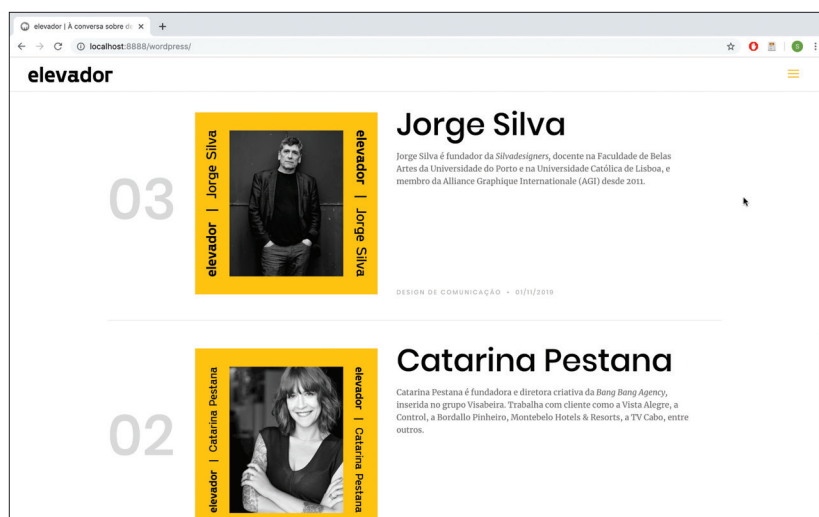 elevador | À conversa sobre de
localhost:8888/wordpress/
S
elevador
03
elevador | Jorge Silva
elevador | Jorge Silva
Jorge Silva
Jorge Silva é fundador da Silvadesigners, docente na Faculdade de Belas
Artes da Universidade do Porto e na Universidade Católica de Lisboa, e
membro da Alliance Graphique Internationale (AGI) desde 2011.
DESIGN DE COMUNICAÇÃO • 01/11/2019
02
elevador | Catarina Pestana
elevador | Catarina Pestana
Catarina Pestana
Catarina Pestana é fundadora e diretora criativa da Bang Bang Agency,
inserida no grupo Visabeira. Trabalha com cliente como a Vista Alegre, a
Control, a Bordallo Pinheiro, Montebelo Hotels & Resorts, a TV Cabo, entre
outros.